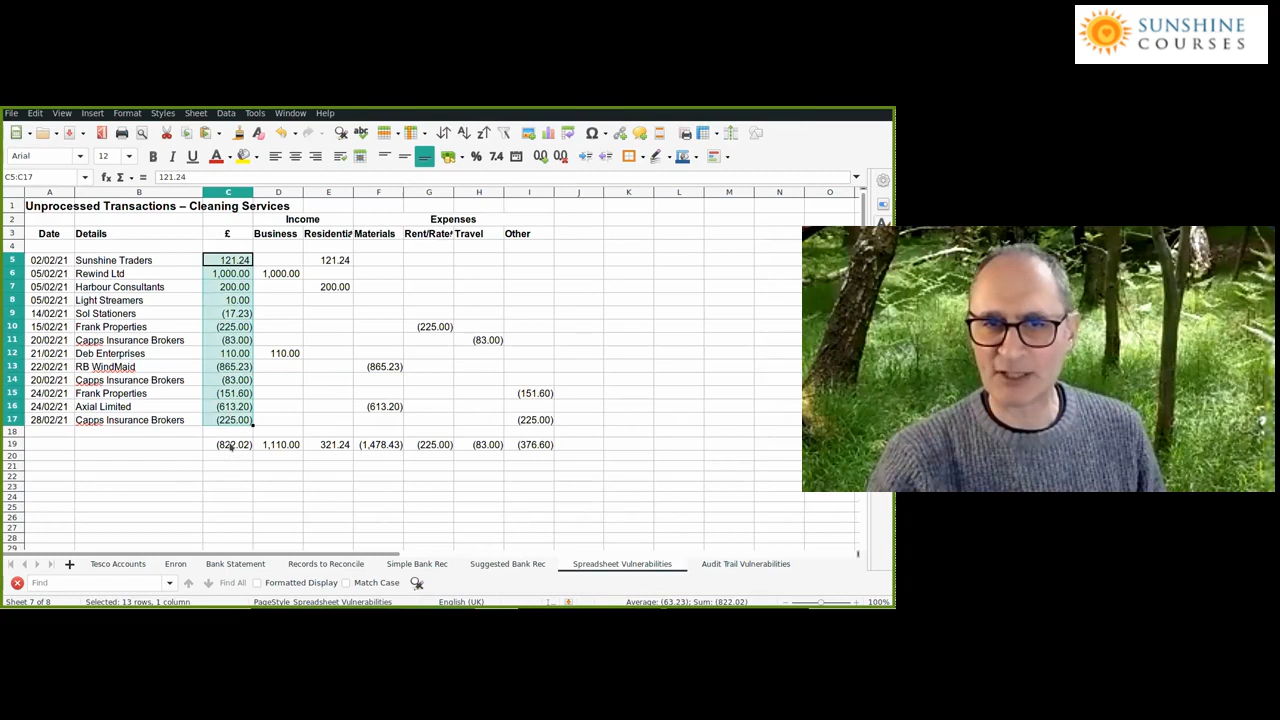 SUNSHINE
COURSES
File Edit View Insert Format Styles Sheet Data Tools Window Help
Arial 12
C5:C17 121.24
A B C D E F G H I J K L M N O
1 Unprocessed Transactions – Cleaning Services
2 Income Expenses
3 Date Details £ Business Residentia Materials Rent/Rate Travel Other
4
5 02/02/21 Sunshine Traders 121.24 121.24
6 05/02/21 Rewind Ltd 1,000.00 1,000.00
7 05/02/21 Harbour Consultants 200.00 200.00
8 05/02/21 Light Streamers 10.00
9 14/02/21 Sol Stationers (17.23)
10 15/02/21 Frank Properties (225.00) (225.00)
11 20/02/21 Capps Insurance Brokers (83.00) (83.00)
12 21/02/21 Deb Enterprises 110.00 110.00
13 22/02/21 RB WindMaid (865.23) (865.23)
14 20/02/21 Capps Insurance Brokers (83.00)
15 24/02/21 Frank Properties (151.60) (151.60)
16 24/02/21 Axial Limited (613.20) (613.20)
17 28/02/21 Capps Insurance Brokers (225.00) (225.00)
18
19 (822.02) 1,110.00 321.24 (1,478.43) (225.00) (83.00) (376.60)
20
21
22
23
24
25
26
27
28
29
Tesco Accounts Enron Bank Statement Records to Reconcile Simple Bank Rec Suggested Bank Rec Spreadsheet Vulnerabilities Audit Trail Vulnerabilities
Find Find All Formatted Display Match Case
Sheet 7 of 8 Selected: 13 rows, 1 column PageStyle_Spreadsheet Vulnerabilities English (UK) Average: (63.23); Sum: (822.02) 100%